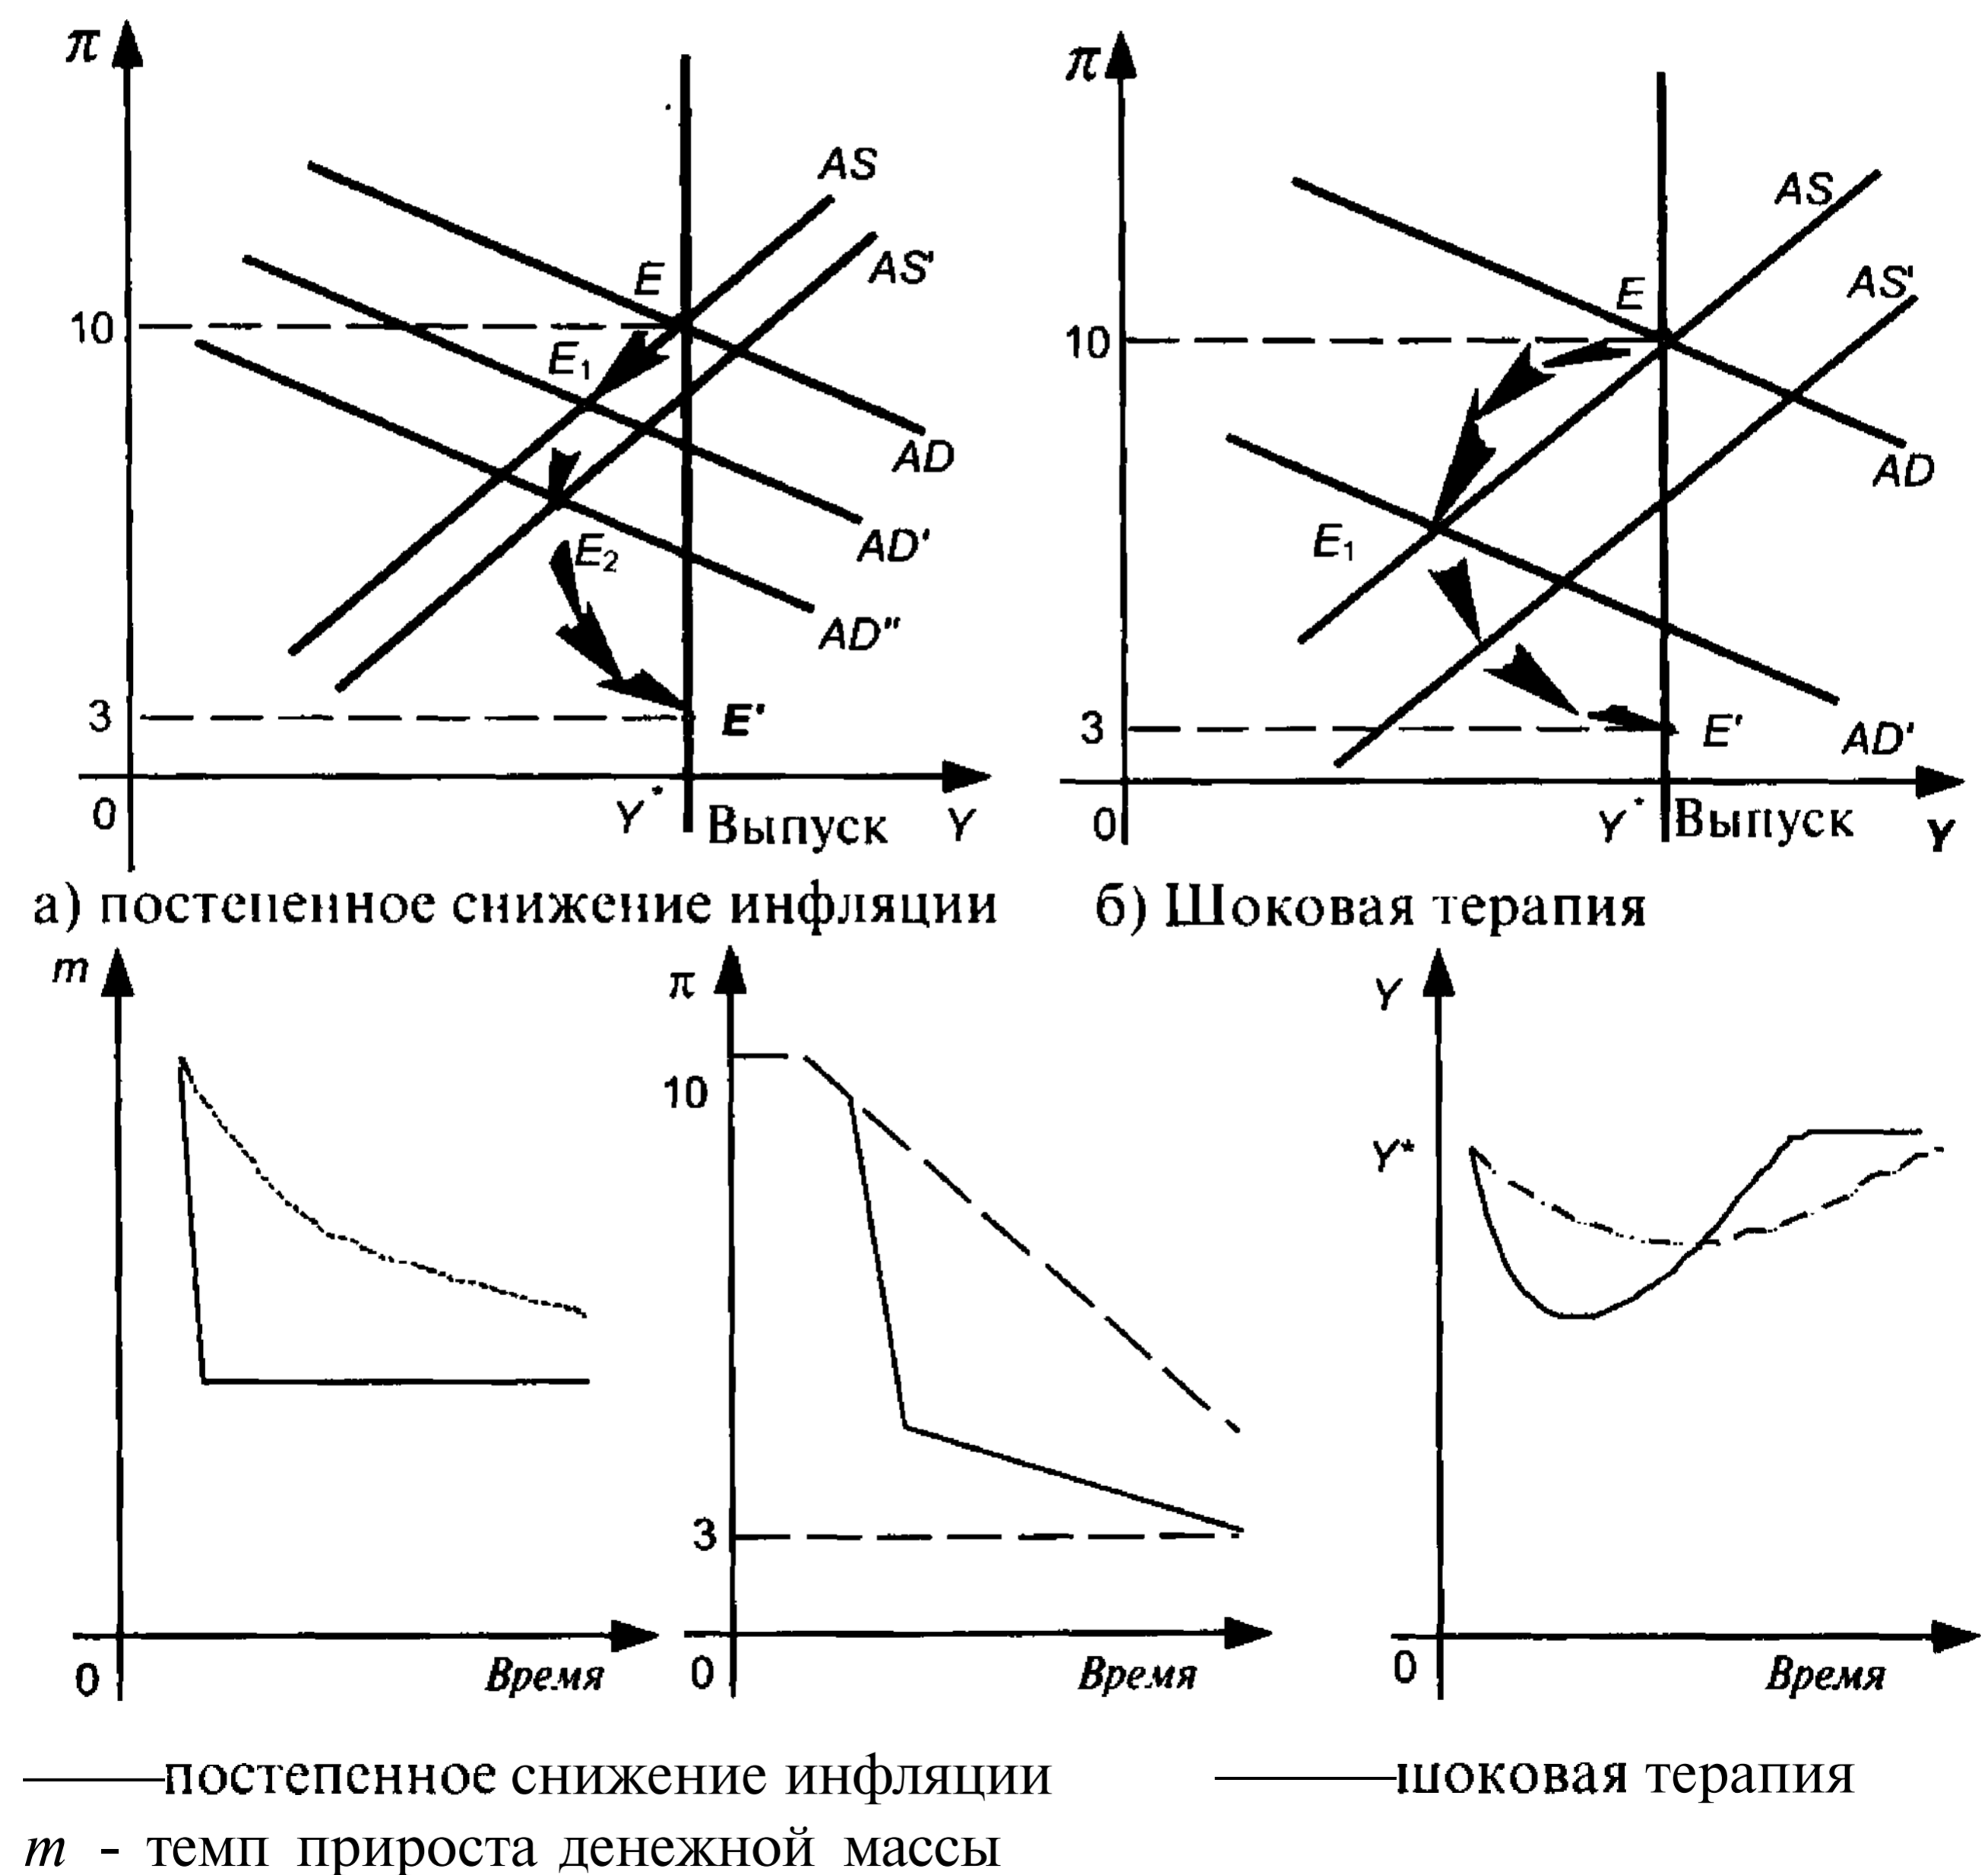 π
AS
AS'
E
10
E₁
AD
AD'
E₂
AD"
3
E'
0
Y*
Выпуск
Y
а) постепенное снижение инфляции
π
AS
AS'
E
10
AD
E₁
3
E'
AD'
0
Y*
Выпуск
Y
б) Шоковая терапия
m
0
Время
π
10
3
0
Время
Y
Y*
0
Время
постепенное снижение инфляции
шоковая терапия
m - темп прироста денежной массы